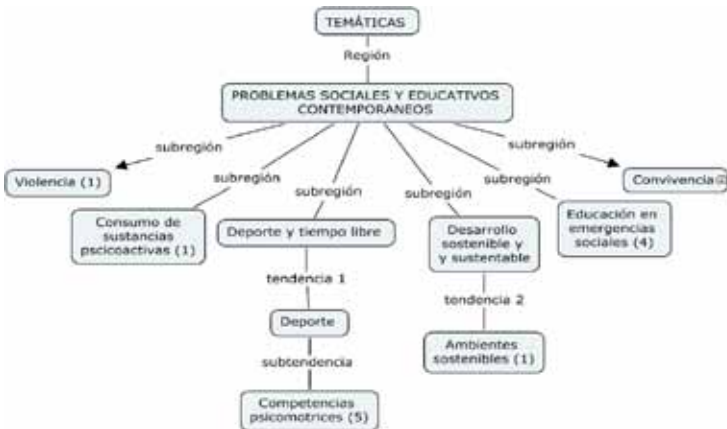 TEMÁTICAS
Región
PROBLEMAS SOCIALES Y EDUCATIVOS
CONTEMPORANEOS
subregión
subregión
subregión
subregión
subregión
subregión
Violencia (1)
Consumo de
sustancias
pscicoactivas (1)
Deporte y tiempo libre
Desarrollo
sostenible y
y sustentable
Educación en
emergencias
sociales (4)
Convivencia
tendencia 1
tendencia 2
Deporte
Ambientes
sostenibles (1)
subtendencia
Competencias
psicomotrices (5)